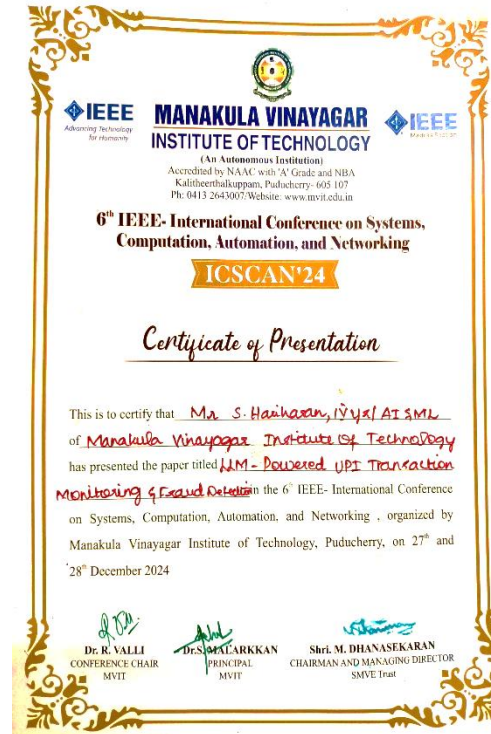 IEEE
Advancing Technology
for Humanity
MANAKULA VINAYAGAR
IEEE
INSTITUTE OF TECHNOLOGY
(An Autonomous Institution)
Accredited by NAAC with 'A' Grade and NBA
Kalitheerthalkuppam, Puducherry- 605 107
Ph: 0413 2643007/Website: www.mvit.edu.in
6th IEEE- International Conference on Systems,
Computation, Automation, and Networking
ICSCAN'24
Certificate of Presentation
This is to certify that Mr. S. Hariharan, IV yr/ AI & ML
of Manakula Vinayagar Institute Of Technology
has presented the paper titled LLM - Powered UPI Transaction
Monitoring & Fraud Detection in the 6th IEEE- International Conference
on Systems, Computation, Automation, and Networking , organized by
Manakula Vinayagar Institute of Technology, Puducherry, on 27th and
28th December 2024
Dr. R. VALLI
CONFERENCE CHAIR
MVIT
Dr.S. MALARKKAN
PRINCIPAL
MVIT
Shri. M. DHANASEKARAN
CHAIRMAN AND MANAGING DIRECTOR
SMVE Trust